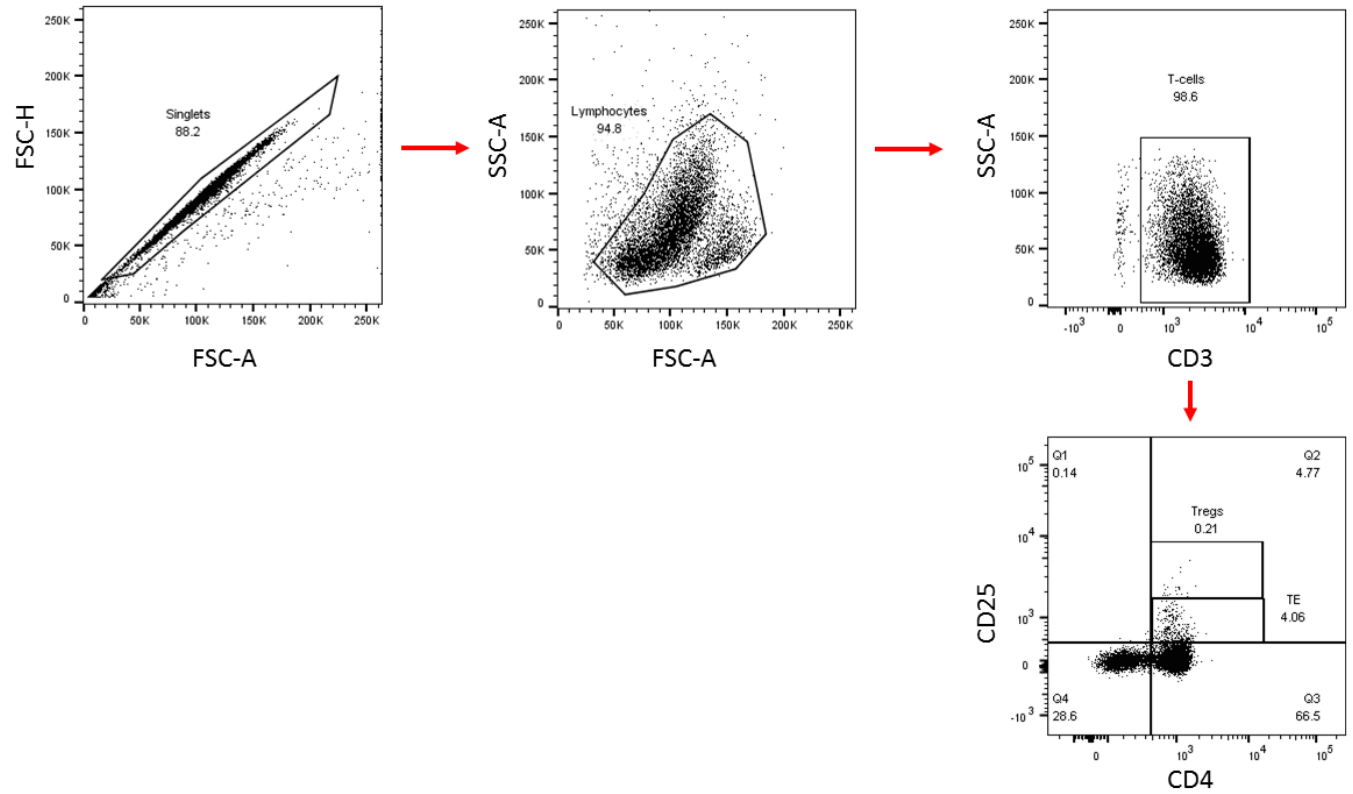 250K
200K
150K
100K
50K
0
FSC-H
Singlets
88.2
0 50K 100K 150K 200K 250K
FSC-A
250K
200K
150K
100K
50K
0
SSC-A
Lymphocytes
94.8
0 50K 100K 150K 200K 250K
FSC-A
250K
200K
150K
100K
50K
0
SSC-A
T-cells
98.6
-10³ 0 10³ 10⁴ 10⁵
CD3
10⁵
10⁴
10³
0
-10³
CD25
Q1
0.14
Q2
4.77
Tregs
0.21
TE
4.06
Q4
28.6
Q3
66.5
0 10³ 10⁴ 10⁵
CD4